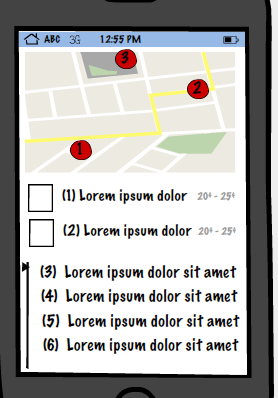 ABC 3G 12:55 PM
3
2
1
(1) Lorem ipsum dolor 20¢ - 25¢
(2) Lorem ipsum dolor 20¢ - 25¢
(3) Lorem ipsum dolor sit amet
(4) Lorem ipsum dolor sit amet
(5) Lorem ipsum dolor sit amet
(6) Lorem ipsum dolor sit amet